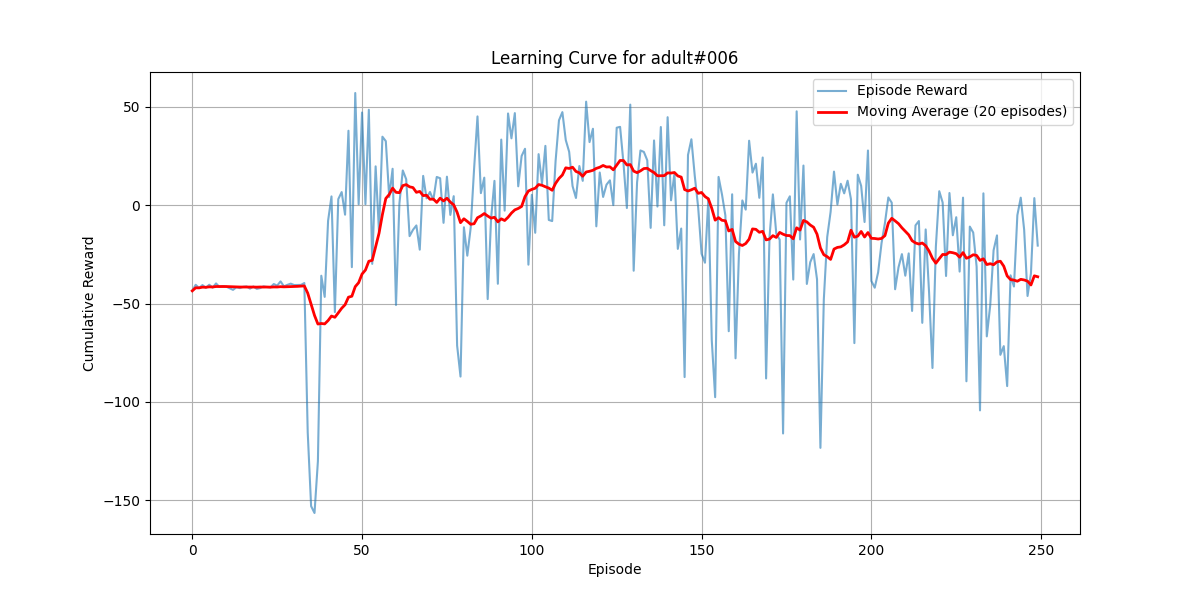 Learning Curve for adult#006
Episode Reward
Moving Average (20 episodes)
Cumulative Reward
50
0
−50
−100
−150
0
50
100
150
200
250
Episode